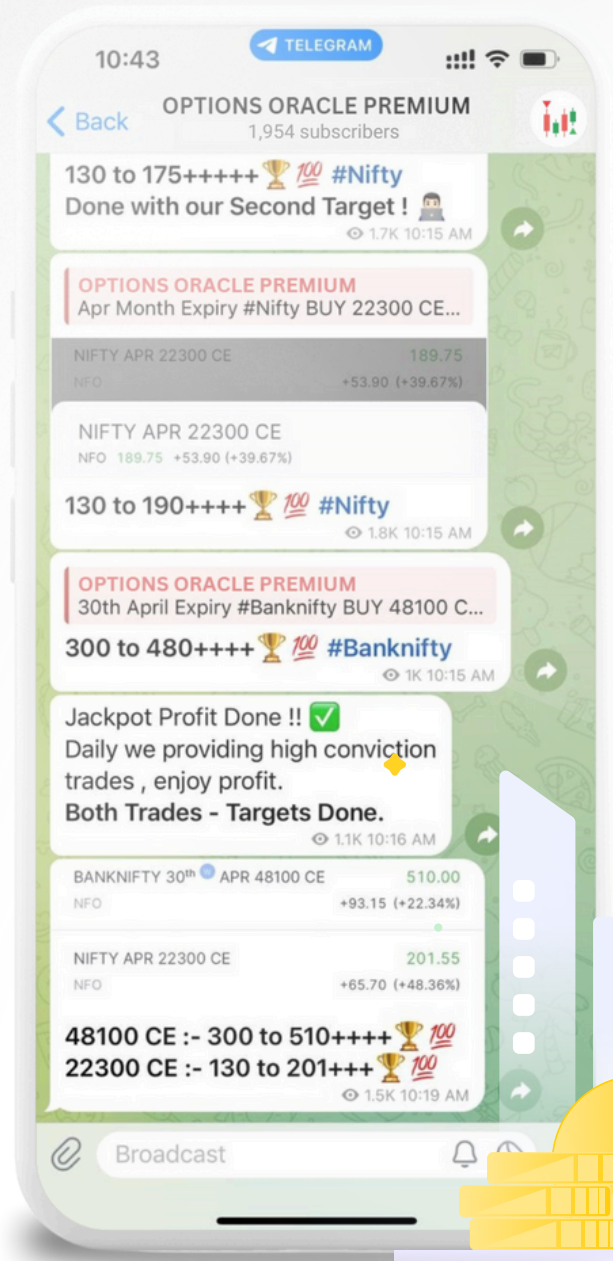 10:43
TELEGRAM
Back
OPTIONS ORACLE PREMIUM
1,954 subscribers
130 to 175+++++🏆 💯 #Nifty
Done with our Second Target ! 👨🏻‍💻
1.7K 10:15 AM
OPTIONS ORACLE PREMIUM
Apr Month Expiry #Nifty BUY 22300 CE...
NIFTY APR 22300 CE 189.75
NFO +53.90 (+39.67%)
NIFTY APR 22300 CE
NFO 189.75 +53.90 (+39.67%)
130 to 190++++🏆 💯 #Nifty
1.8K 10:15 AM
OPTIONS ORACLE PREMIUM
30th April Expiry #Banknifty BUY 48100 C...
300 to 480++++🏆 💯 #Banknifty
1K 10:15 AM
Jackpot Profit Done !! ✅
Daily we providing high conviction
trades , enjoy profit.
Both Trades - Targets Done.
1.1K 10:16 AM
BANKNIFTY 30th W APR 48100 CE 510.00
NFO +93.15 (+22.34%)
NIFTY APR 22300 CE 201.55
NFO +65.70 (+48.36%)
48100 CE :- 300 to 510++++🏆 💯
22300 CE :- 130 to 201+++🏆 💯
1.5K 10:19 AM
Broadcast